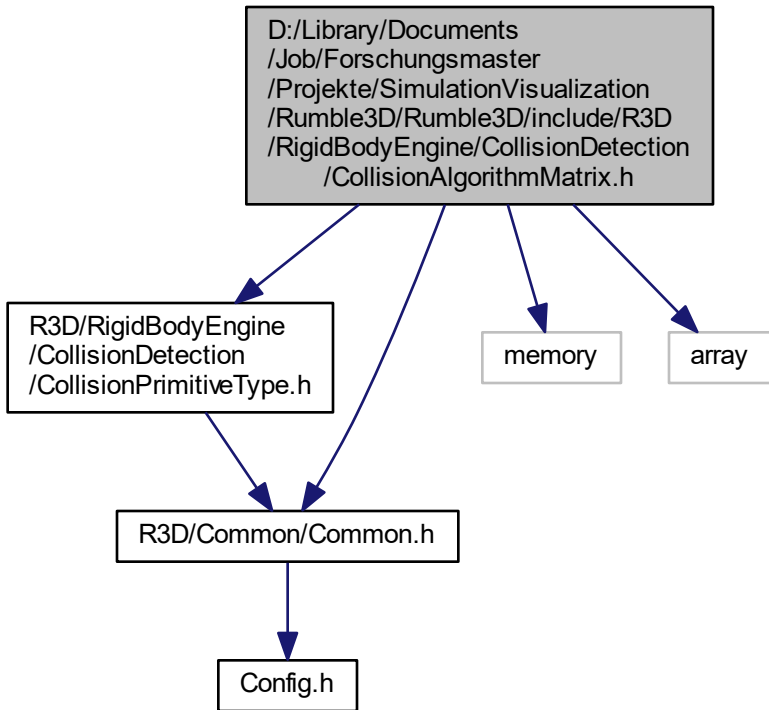 D:/Library/Documents
/Job/Forschungsmaster
/Projekte/SimulationVisualization
/Rumble3D/Rumble3D/include/R3D
/RigidBodyEngine/CollisionDetection
/CollisionAlgorithmMatrix.h
R3D/RigidBodyEngine
/CollisionDetection
/CollisionPrimitiveType.h
memory
array
R3D/Common/Common.h
Config.h